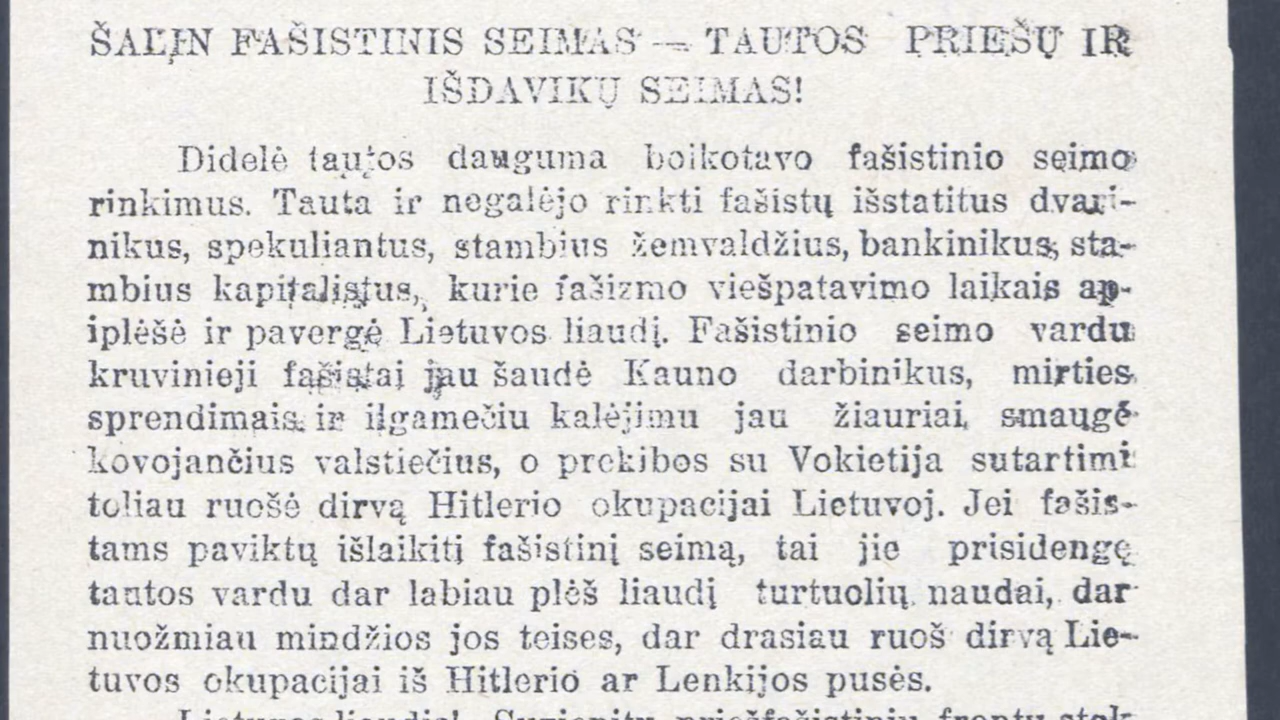 ŠALIN FAŠISTINIS SEIMAS — TAUTOS PRIEŠŲ IR
IŠDAVIKŲ SEIMAS!
Didelė tautos dauguma boikotavo fašistinio seimo
rinkimus. Tauta ir negalėjo rinkti fašistų išstatitus dvari-
nikus, spekuliantus, stambius žemvaldžius, bankinikus, sta-
mbius kapitalistus, kurie fašizmo viešpatavimo laikais ap-
iplėšė ir pavergė Lietuvos liaudį. Fašistinio seimo vardu
kruvinieji fašistai jau šaudė Kauno darbinikus, mirties
sprendimais ir ilgamečiu kalėjimu jau žiauriai smaugė
kovojančius valstiečius, o prekibos su Vokietija sutartimi
toliau ruošė dirvą Hitlerio okupacijai Lietuvoj. Jei fašis-
tams paviktų išlaikiti fašistinį seimą, tai jie prisidengę
tautos vardu dar labiau plėš liaudį turtuolių naudai, dar
nuožmiau mindžios jos teises, dar drasiau ruoš dirvą Lie-
tuvos okupacijai iš Hitlerio ar Lenkijos pusės.